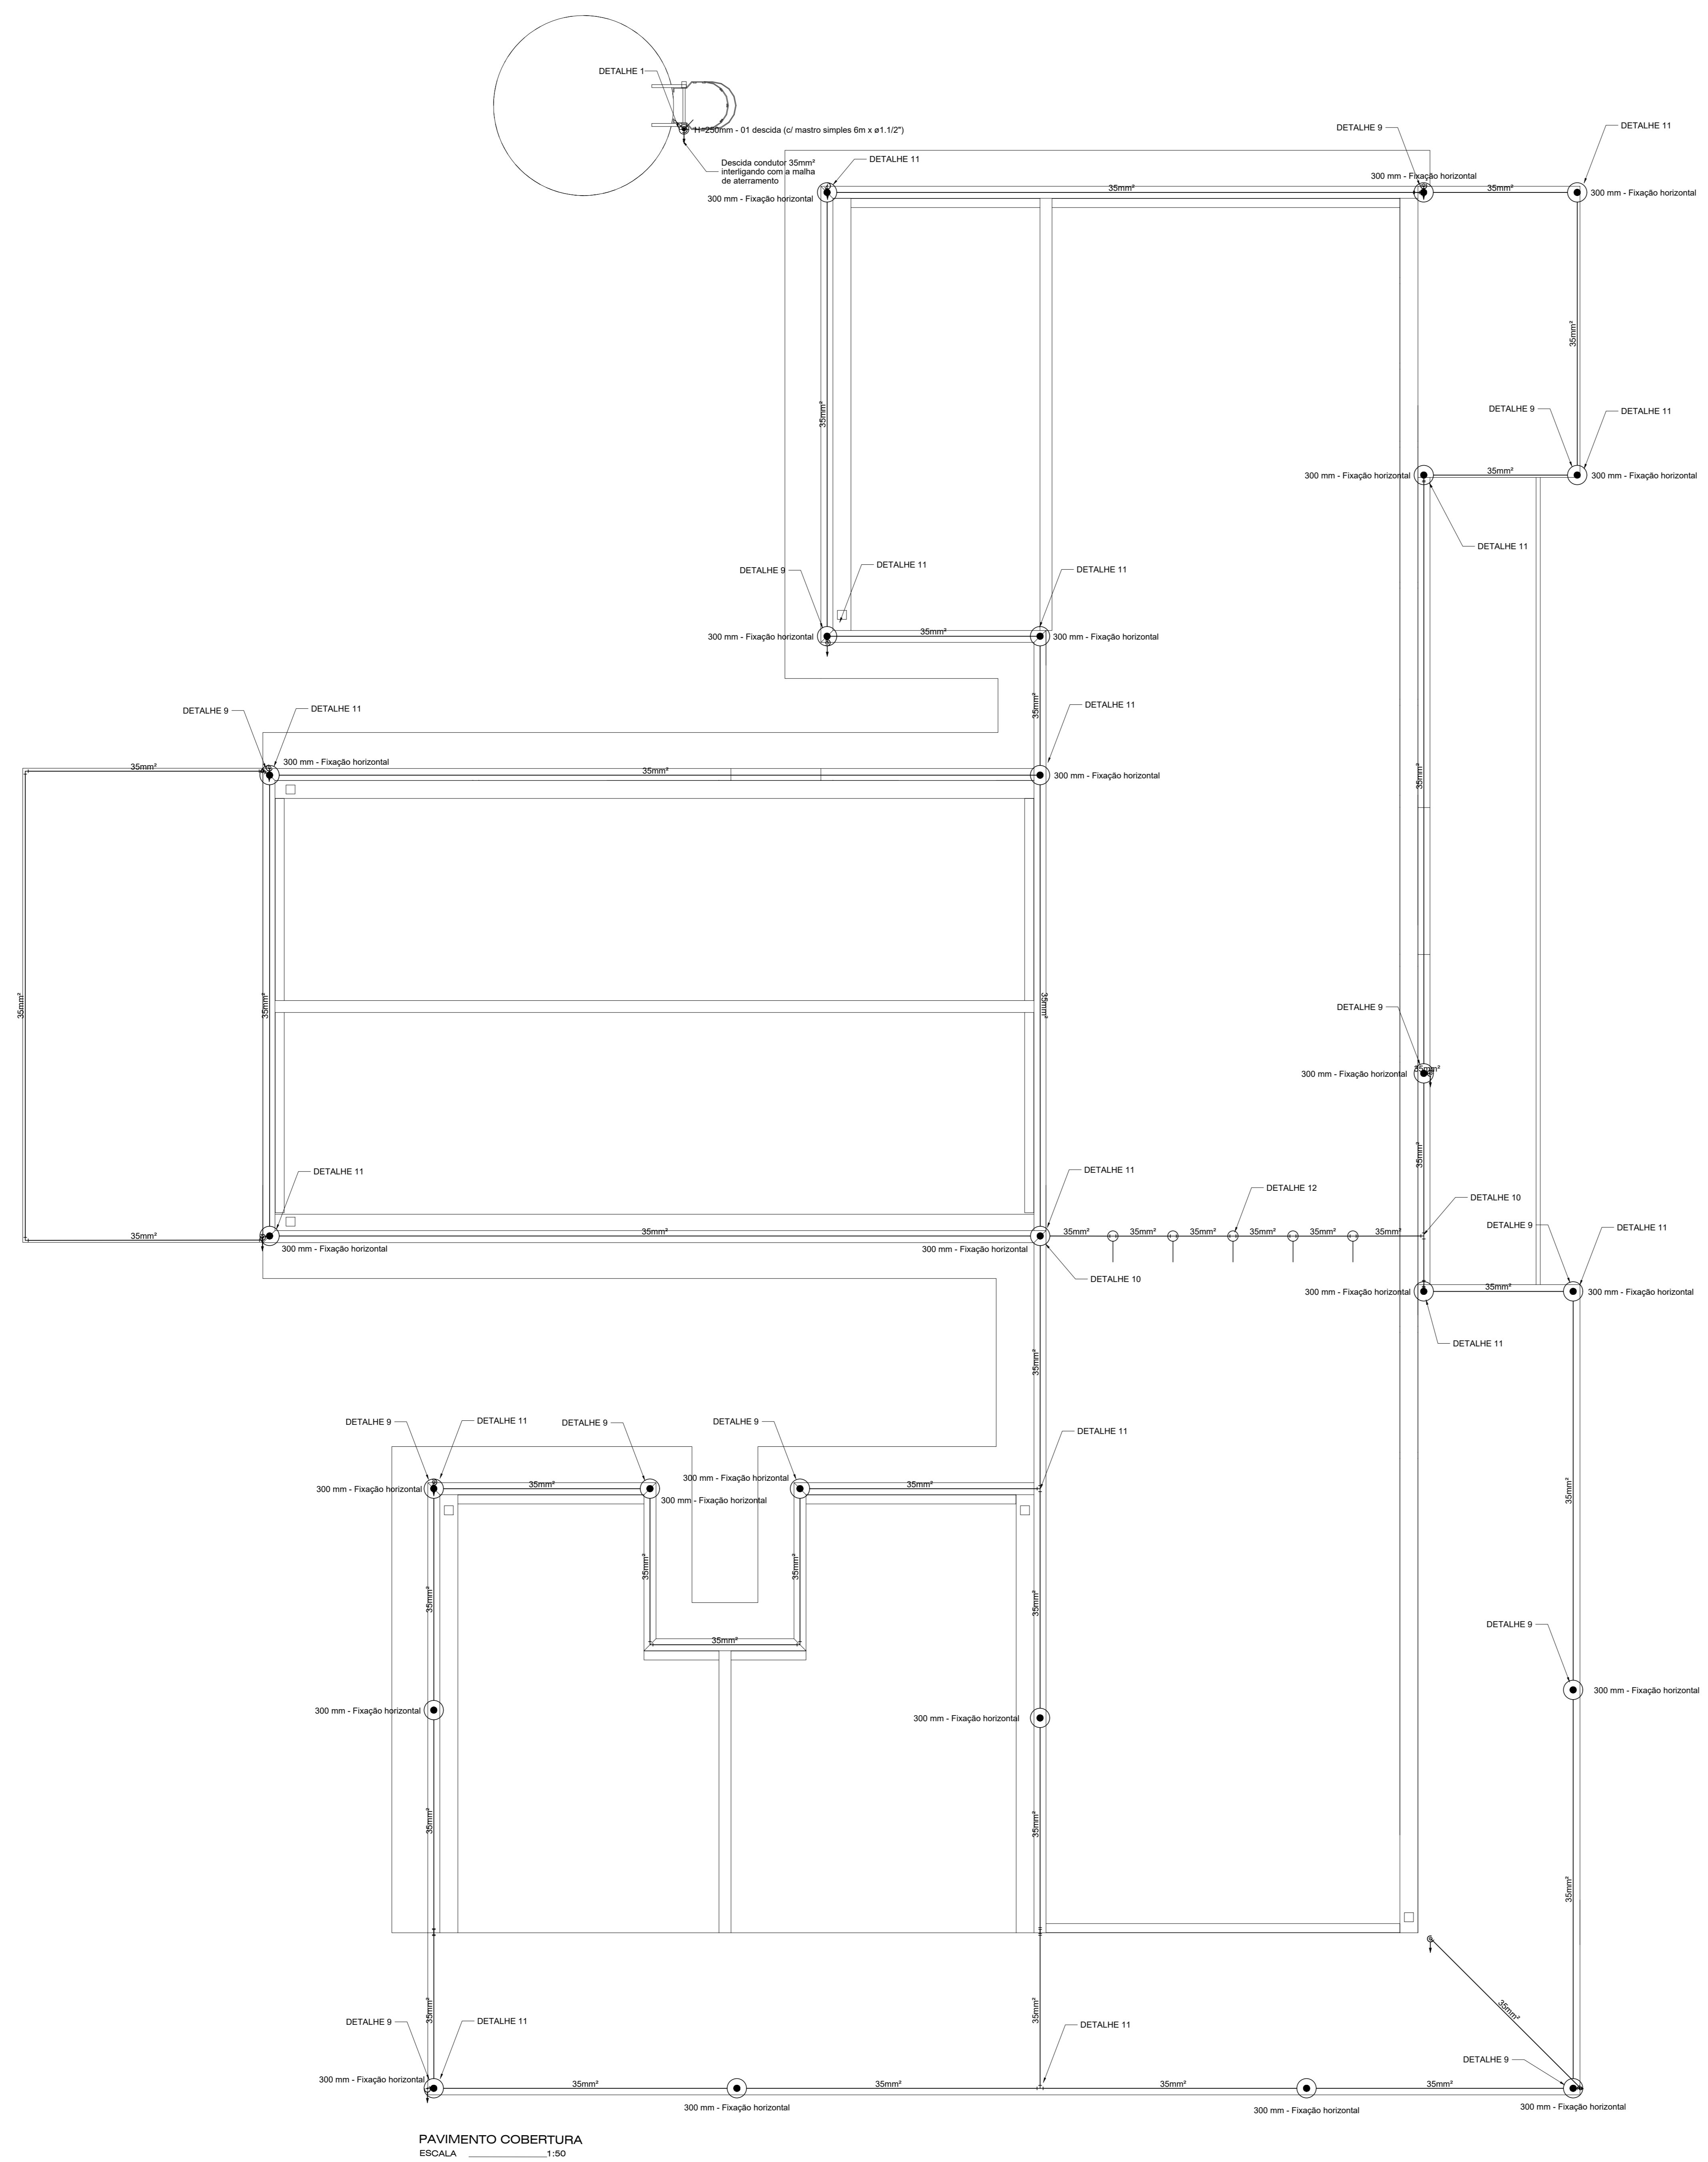 DETALHE 1
H=250mm - 01 descida (c/ mastro simples 6m x ø1.1/2")
Descida condutor 35mm²
interligando com a malha
de aterramento
DETALHE 11
DETALHE 9
DETALHE 11
300 mm - Fixação horizontal
35mm²
300 mm - Fixação horizontal
35mm²
300 mm - Fixação horizontal
35mm²
35mm²
DETALHE 9
DETALHE 11
300 mm - Fixação horizontal
35mm²
300 mm - Fixação horizontal
DETALHE 11
DETALHE 9
DETALHE 11
DETALHE 11
300 mm - Fixação horizontal
35mm²
300 mm - Fixação horizontal
35mm²
DETALHE 9
DETALHE 11
DETALHE 11
300 mm - Fixação horizontal
35mm²
35mm²
300 mm - Fixação horizontal
35mm²
35mm²
35mm²
35mm²
DETALHE 9
300 mm - Fixação horizontal
35mm²
35mm²
DETALHE 11
DETALHE 11
DETALHE 12
DETALHE 10
DETALHE 9
DETALHE 11
35mm²
35mm²
35mm²
35mm²
35mm²
35mm²
35mm²
35mm²
300 mm - Fixação horizontal
300 mm - Fixação horizontal
DETALHE 10
300 mm - Fixação horizontal
35mm²
300 mm - Fixação horizontal
DETALHE 11
35mm²
DETALHE 9
DETALHE 11
DETALHE 9
DETALHE 9
DETALHE 11
300 mm - Fixação horizontal
35mm²
300 mm - Fixação horizontal
300 mm - Fixação horizontal
35mm²
35mm²
35mm²
35mm²
35mm²
35mm²
35mm²
DETALHE 9
300 mm - Fixação horizontal
300 mm - Fixação horizontal
300 mm - Fixação horizontal
35mm²
35mm²
35mm²
DETALHE 9
DETALHE 11
35mm²
35mm²
DETALHE 11
35mm²
DETALHE 9
300 mm - Fixação horizontal
35mm²
35mm²
35mm²
35mm²
300 mm - Fixação horizontal
300 mm - Fixação horizontal
300 mm - Fixação horizontal
PAVIMENTO COBERTURA
ESCALA 1:50